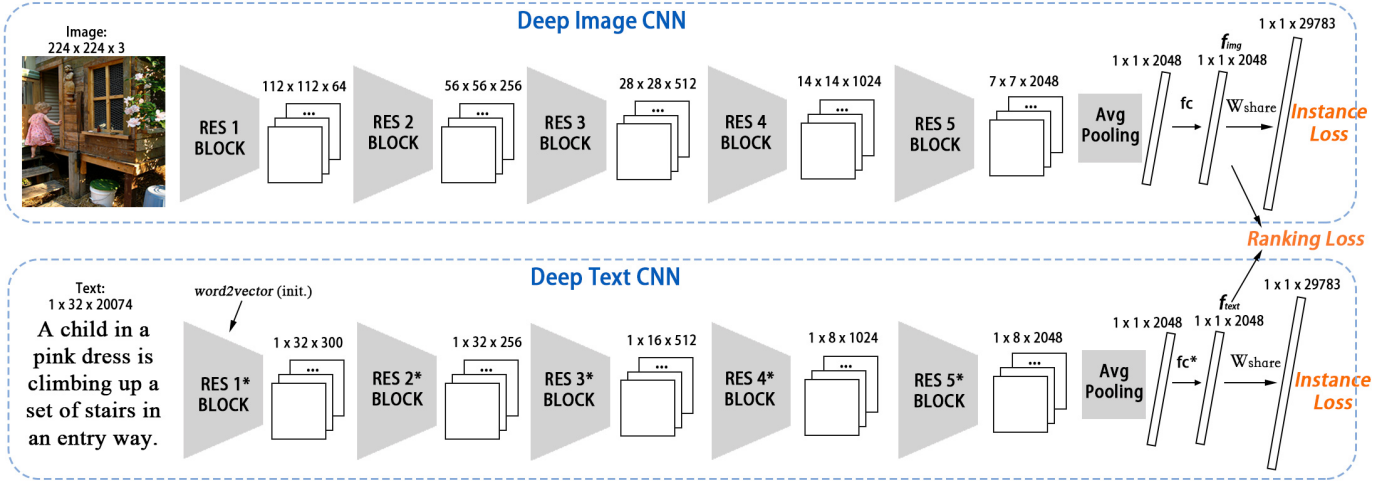 Deep Image CNN
Image:
224 x 224 x 3
RES 1
BLOCK
112 x 112 x 64
RES 2
BLOCK
56 x 56 x 256
...
RES 3
BLOCK
28 x 28 x 512
...
RES 4
BLOCK
14 x 14 x 1024
...
RES 5
BLOCK
7 x 7 x 2048
...
Avg
Pooling
1 x 1 x 2048
fc
fimg
1 x 1 x 2048
Wshare
1 x 1 x 29783
Instance
Loss
Ranking Loss
Deep Text CNN
Text:
1 x 32 x 20074
A child in a
pink dress is
climbing up a
set of stairs in
an entry way.
word2vector (init.)
RES 1*
BLOCK
1 x 32 x 300
...
RES 2*
BLOCK
1 x 32 x 256
...
RES 3*
BLOCK
1 x 16 x 512
...
RES 4*
BLOCK
1 x 8 x 1024
...
RES 5*
BLOCK
1 x 8 x 2048
...
Avg
Pooling
1 x 1 x 2048
fc*
ftext
1 x 1 x 2048
Wshare
1 x 1 x 29783
Instance
Loss